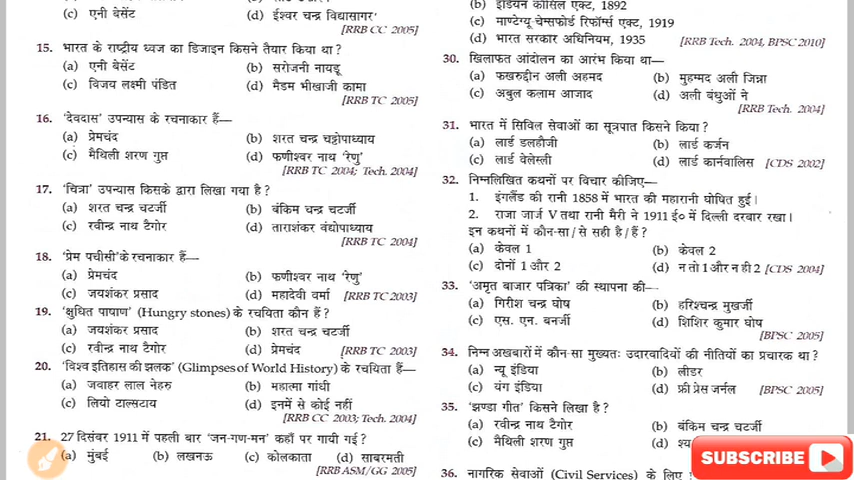 (c) एनी बेसेंट (d) ईश्वर चन्द्र विद्यासागर
[RRB CC 2005]
15. भारत के राष्ट्रीय ध्वज का डिजाइन किसने तैयार किया था?
(a) एनी बेसेंट (b) सरोजनी नायडू
(c) विजय लक्ष्मी पंडित (d) मैडम भीखाजी कामा
[RRB TC 2005]
16. ‘देवदास’ उपन्यास के रचनाकार हैं—
(a) प्रेमचंद (b) शरत चन्द्र चट्टोपाध्याय
(c) मैथिली शरण गुप्त (d) फणीश्वर नाथ ‘रेणु’
[RRB TC 2004; Tech. 2004]
17. ‘चित्रा’ उपन्यास किसके द्वारा लिखा गया है?
(a) शरत चन्द्र चटर्जी (b) बंकिम चन्द्र चटर्जी
(c) रवीन्द्र नाथ टैगोर (d) ताराशंकर वंद्योपाध्याय
[RRB TC 2004]
18. ‘प्रेम पचीसी’ के रचनाकार हैं—
(a) प्रेमचंद (b) फणीश्वर नाथ ‘रेणु’
(c) जयशंकर प्रसाद (d) महादेवी वर्मा [RRB TC 2003]
19. ‘क्षुधित पाषाण’ (Hungry stones) के रचयिता कौन हैं?
(a) जयशंकर प्रसाद (b) शरत चन्द्र चटर्जी
(c) रवीन्द्र नाथ टैगोर (d) प्रेमचंद [RRB TC 2003]
20. ‘विश्व इतिहास की झलक’ (Glimpses of World History) के रचयिता हैं—
(a) जवाहर लाल नेहरु (b) महात्मा गांधी
(c) लियो टाल्सटाय (d) इनमें से कोई नहीं
[RRB CC 2003; Tech. 2004]
21. 27 दिसंबर 1911 में पहली बार ‘जन-गण-मन’ कहाँ पर गायी गई?
(a) मुंबई (b) लखनऊ (c) कोलकाता (d) साबरमती
[RRB ASM/GG 2005]
(b) इंडियन कौंसिल एक्ट, 1892
(c) माण्टेग्यू चेम्सफोर्ड रिफॉर्म्स एक्ट, 1919
(d) भारत सरकार अधिनियम, 1935 [RRB Tech. 2004, BPSC 2010]
30. खिलाफत आंदोलन का आरंभ किया था—
(a) फखरुद्दीन अली अहमद (b) मुहम्मद अली जिन्ना
(c) अबुल कलाम आजाद (d) अली बंधुओं ने
[RRB Tech. 2004]
31. भारत में सिविल सेवाओं का सूत्रपात किसने किया?
(a) लार्ड डलहौजी (b) लार्ड कर्जन
(c) लार्ड वेलेस्ली (d) लार्ड कार्नवालिस [CDS 2002]
32. निम्नलिखित कथनों पर विचार कीजिए—
1. इंगलैंड की रानी 1858 में भारत की महारानी घोषित हुई।
2. राजा जार्ज V तथा रानी मैरी ने 1911 ई० में दिल्ली दरबार रखा।
इन कथनों में कौन-सा/से सही है/हैं?
(a) केवल 1 (b) केवल 2
(c) दोनों 1 और 2 (d) न तो 1 और न ही 2 [CDS 2004]
33. ‘अमृत बाजार पत्रिका’ की स्थापना की—
(a) गिरीश चन्द्र घोष (b) हरिश्चन्द्र मुखर्जी
(c) एस. एन. बनर्जी (d) शिशिर कुमार घोष
[BPSC 2005]
34. निम्न अखबारों में कौन-सा मुख्यतः उदारवादियों की नीतियों का प्रचारक था?
(a) न्यू इंडिया (b) लीडर
(c) यंग इंडिया (d) फ्री प्रेस जर्नल [BPSC 2005]
35. ‘झण्डा गीत’ किसने लिखा है?
(a) रवीन्द्र नाथ टैगोर (b) बंकिम चन्द्र चटर्जी
(c) मैथिली शरण गुप्त (d)
36. नागरिक सेवाओं (Civil Services) के लिए
SUBSCRIBE